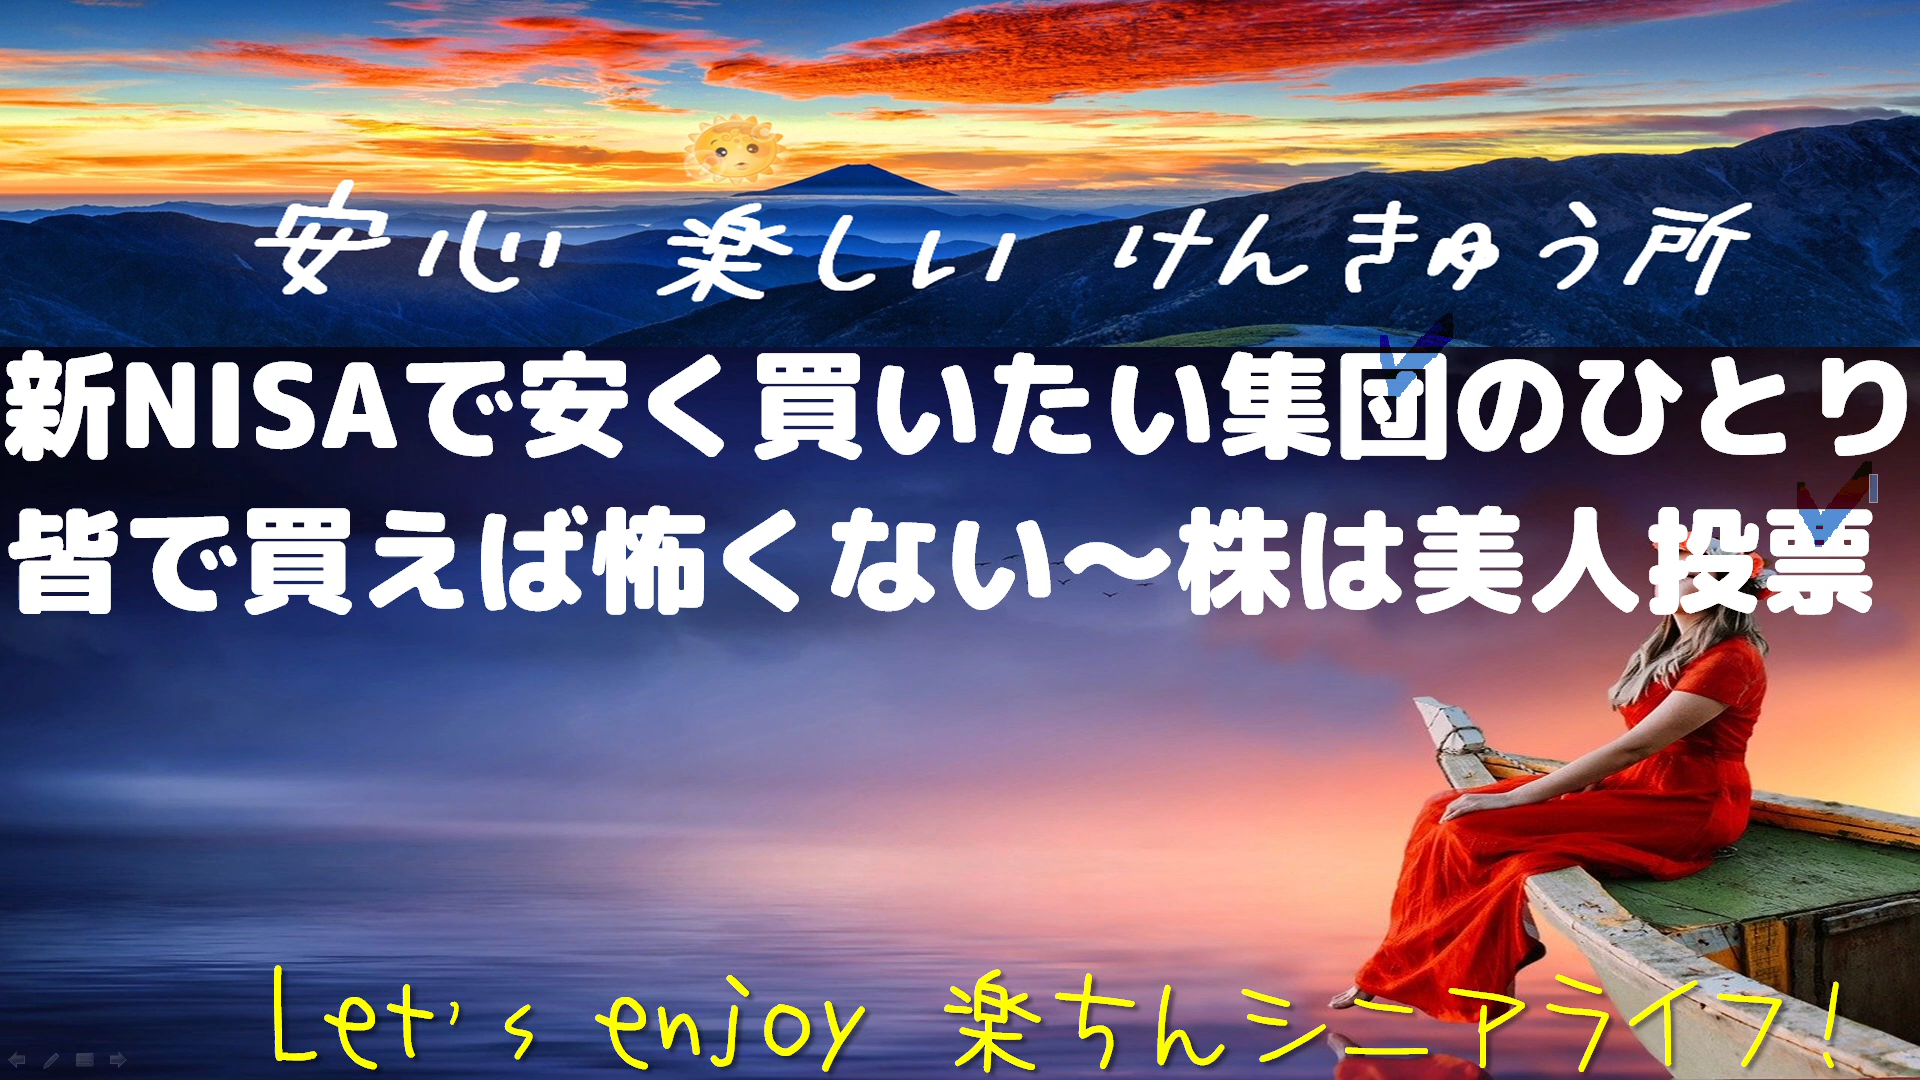 安心 楽しい けんきゅう所
新NISAで安く買いたい集団のひとり
皆で買えば怖くない～株は美人投票
Let's enjoy 楽ちんシニアライフ!